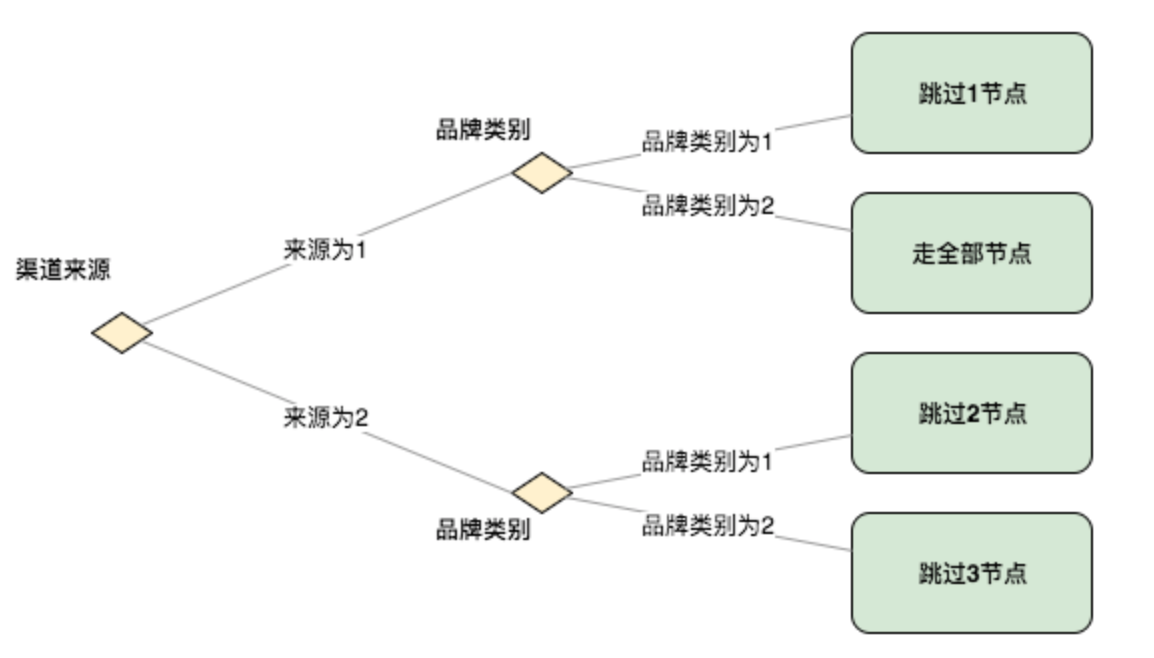 跳过1节点
品牌类别
品牌类别为1
品牌类别为2
走全部节点
来源为1
渠道来源
跳过2节点
来源为2
品牌类别为1
品牌类别
品牌类别为2
跳过3节点